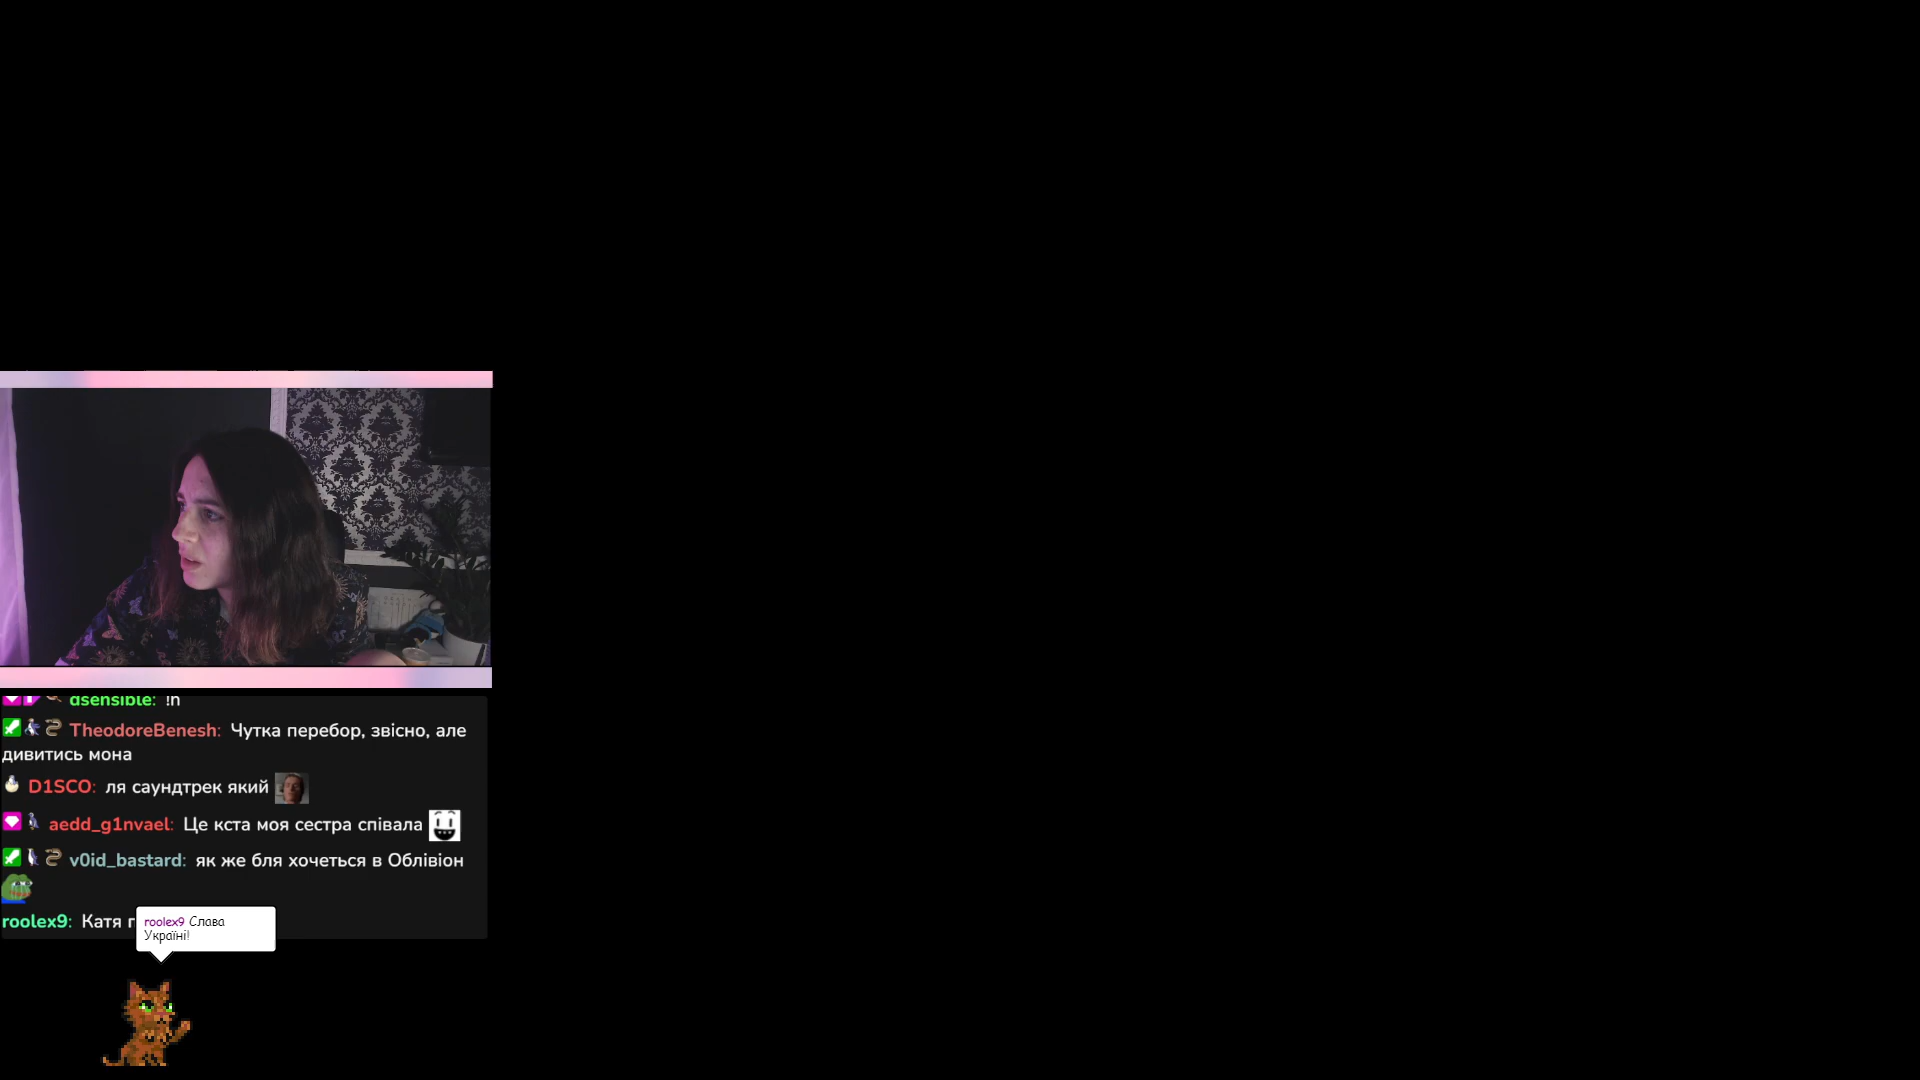 dsensible: !n
TheodoreBenesh: Чутка перебор, звісно, але
дивитись мона
D1SCO: ля саундтрек який
aedd_g1nvael: Це кста моя сестра співала
v0id_bastard: як же бля хочеться в Облівіон
roolex9: Катя
roolex9 Слава
Україні!